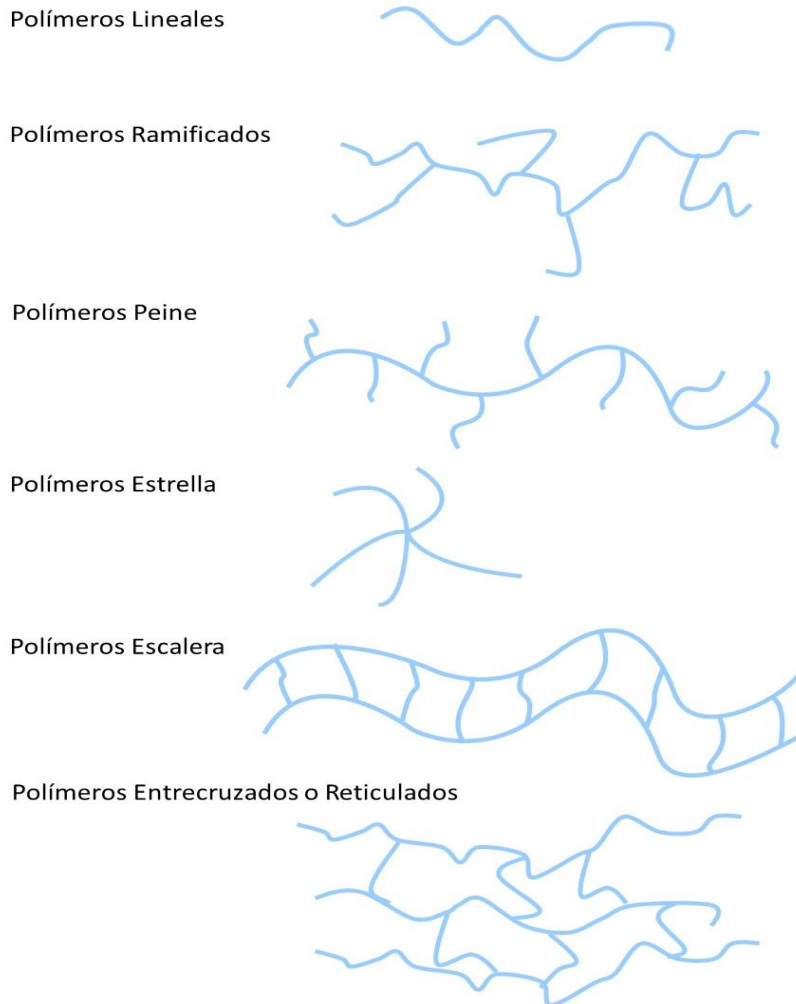 Polímeros Lineales
Polímeros Ramificados
Polímeros Peine
Polímeros Estrella
Polímeros Escalera
Polímeros Entrecruzados o Reticulados